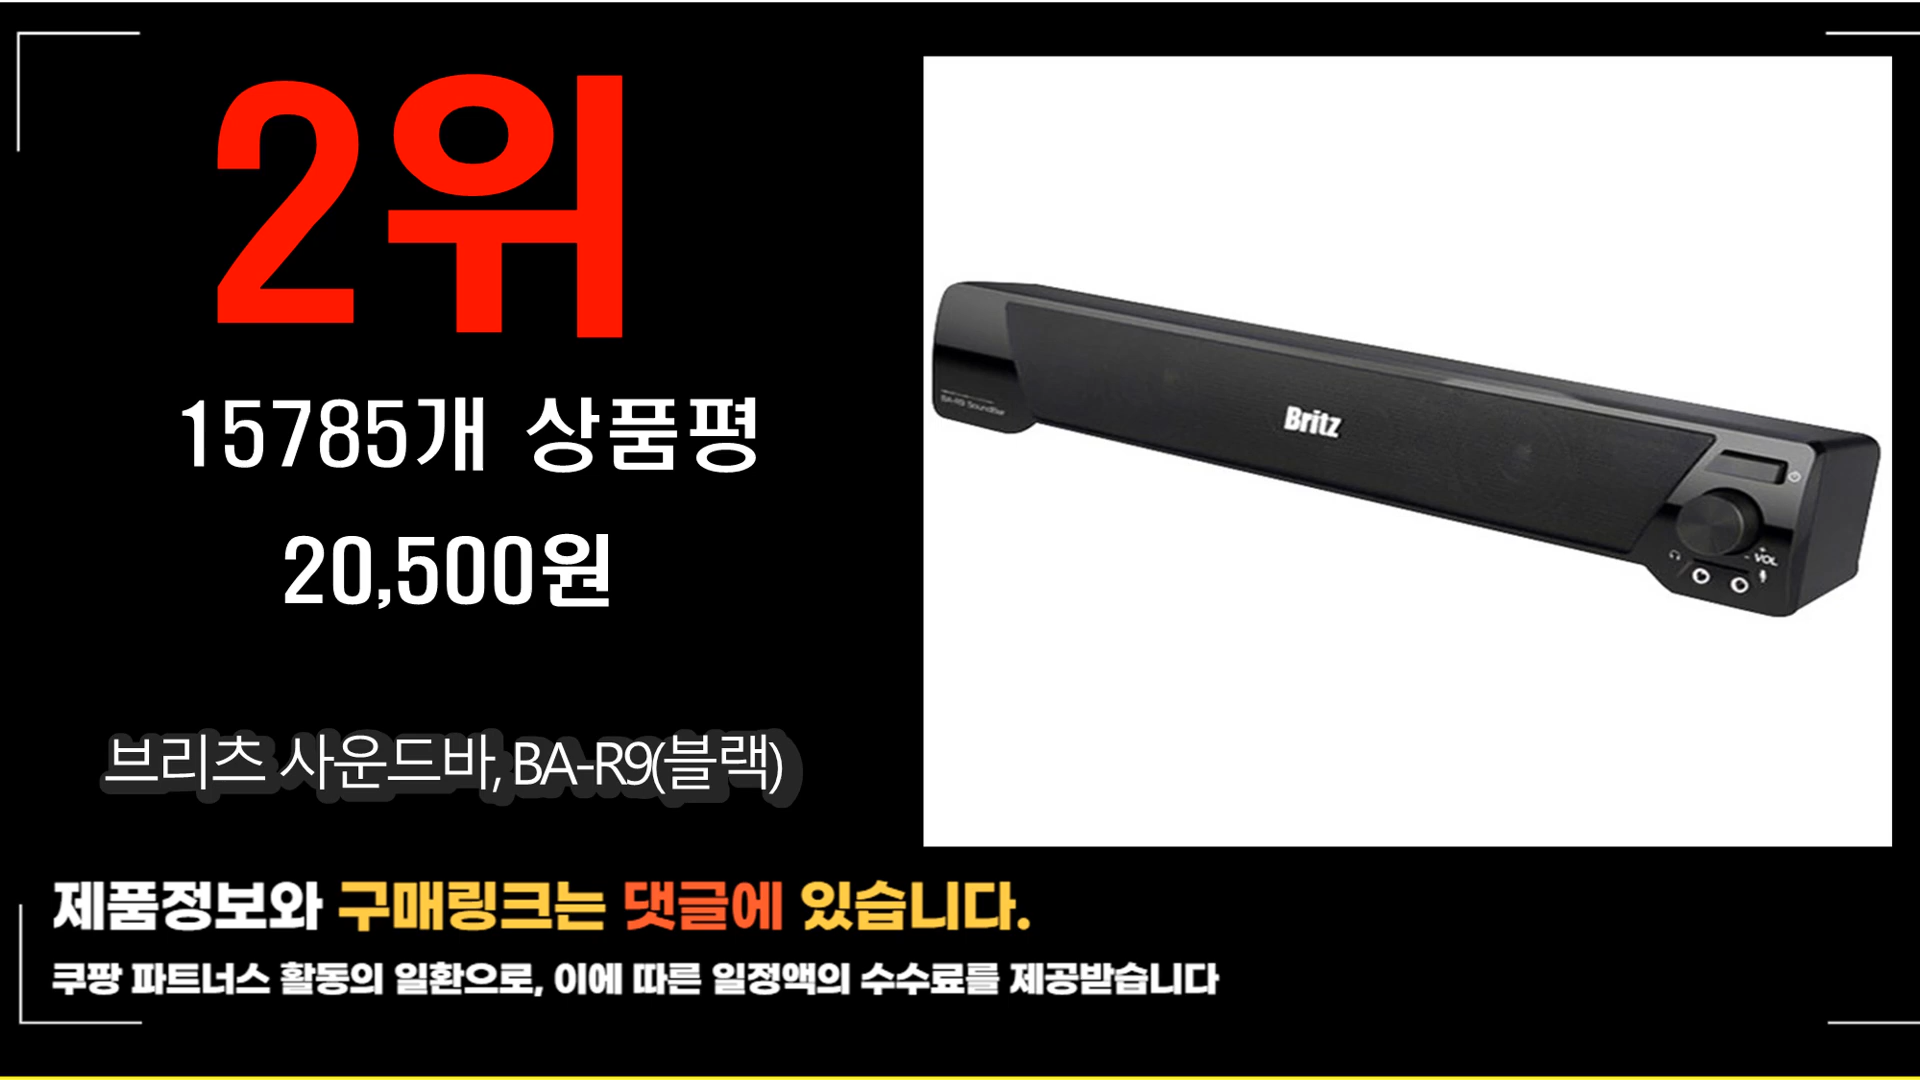 2위
15785개 상품평
20,500원
브리츠 사운드바, BA-R9(블랙)
Britz
BA-R9 SoundBar
- + VOL
제품정보와 구매링크는 댓글에 있습니다.
쿠팡 파트너스 활동의 일환으로, 이에 따른 일정액의 수수료를 제공받습니다